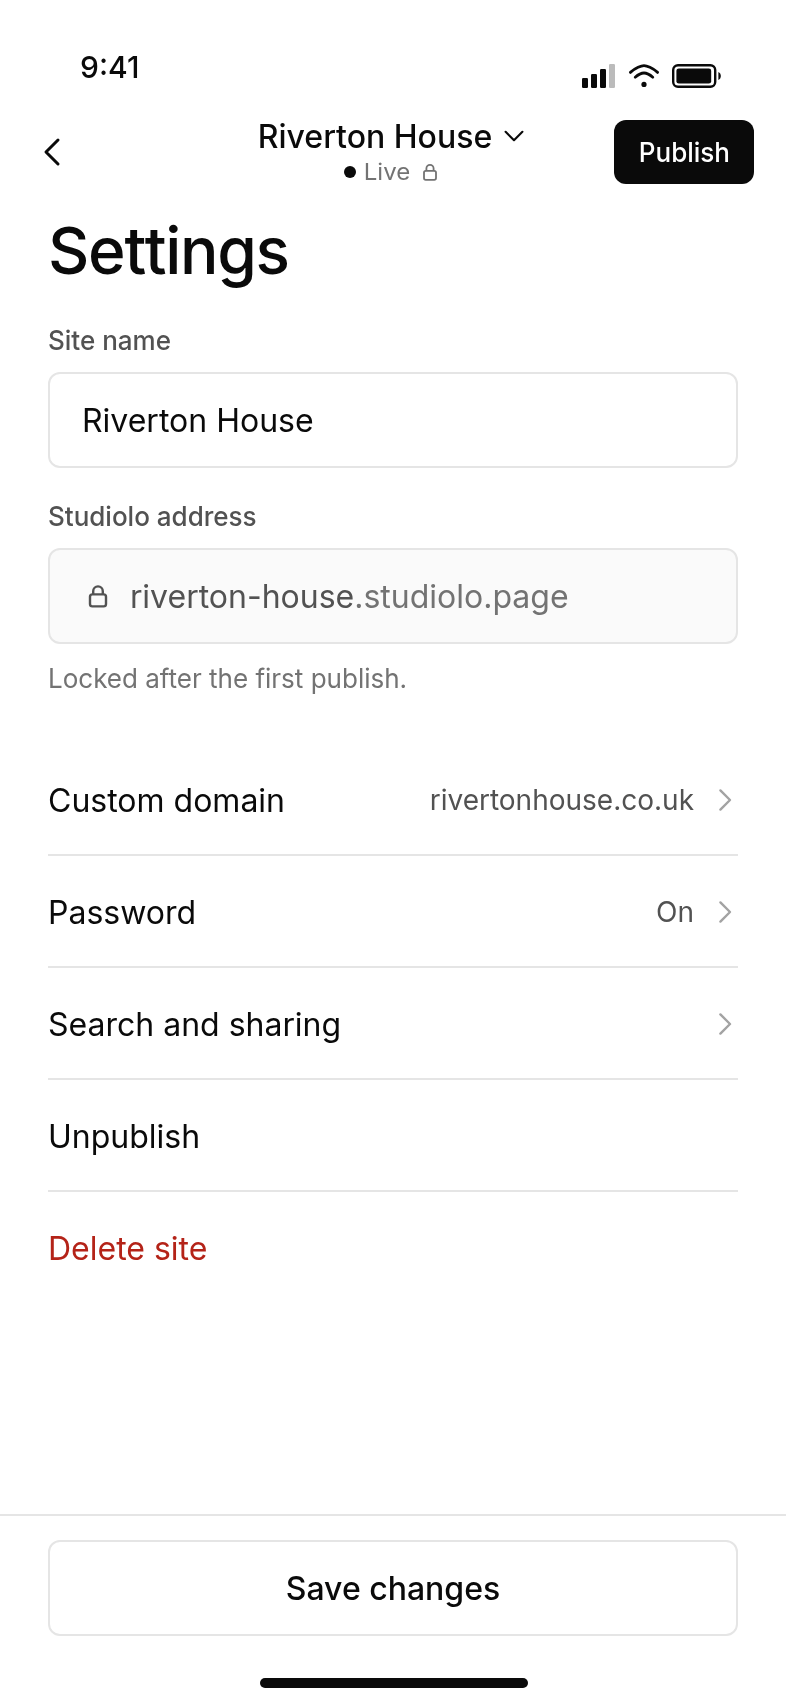 9:41
Riverton House
Live
Publish
Settings
Site name
Riverton House
Studiolo address
riverton-house.studiolo.page
Locked after the first publish.
Custom domain rivertonhouse.co.uk
Password On
Search and sharing
Unpublish
Delete site
Save changes